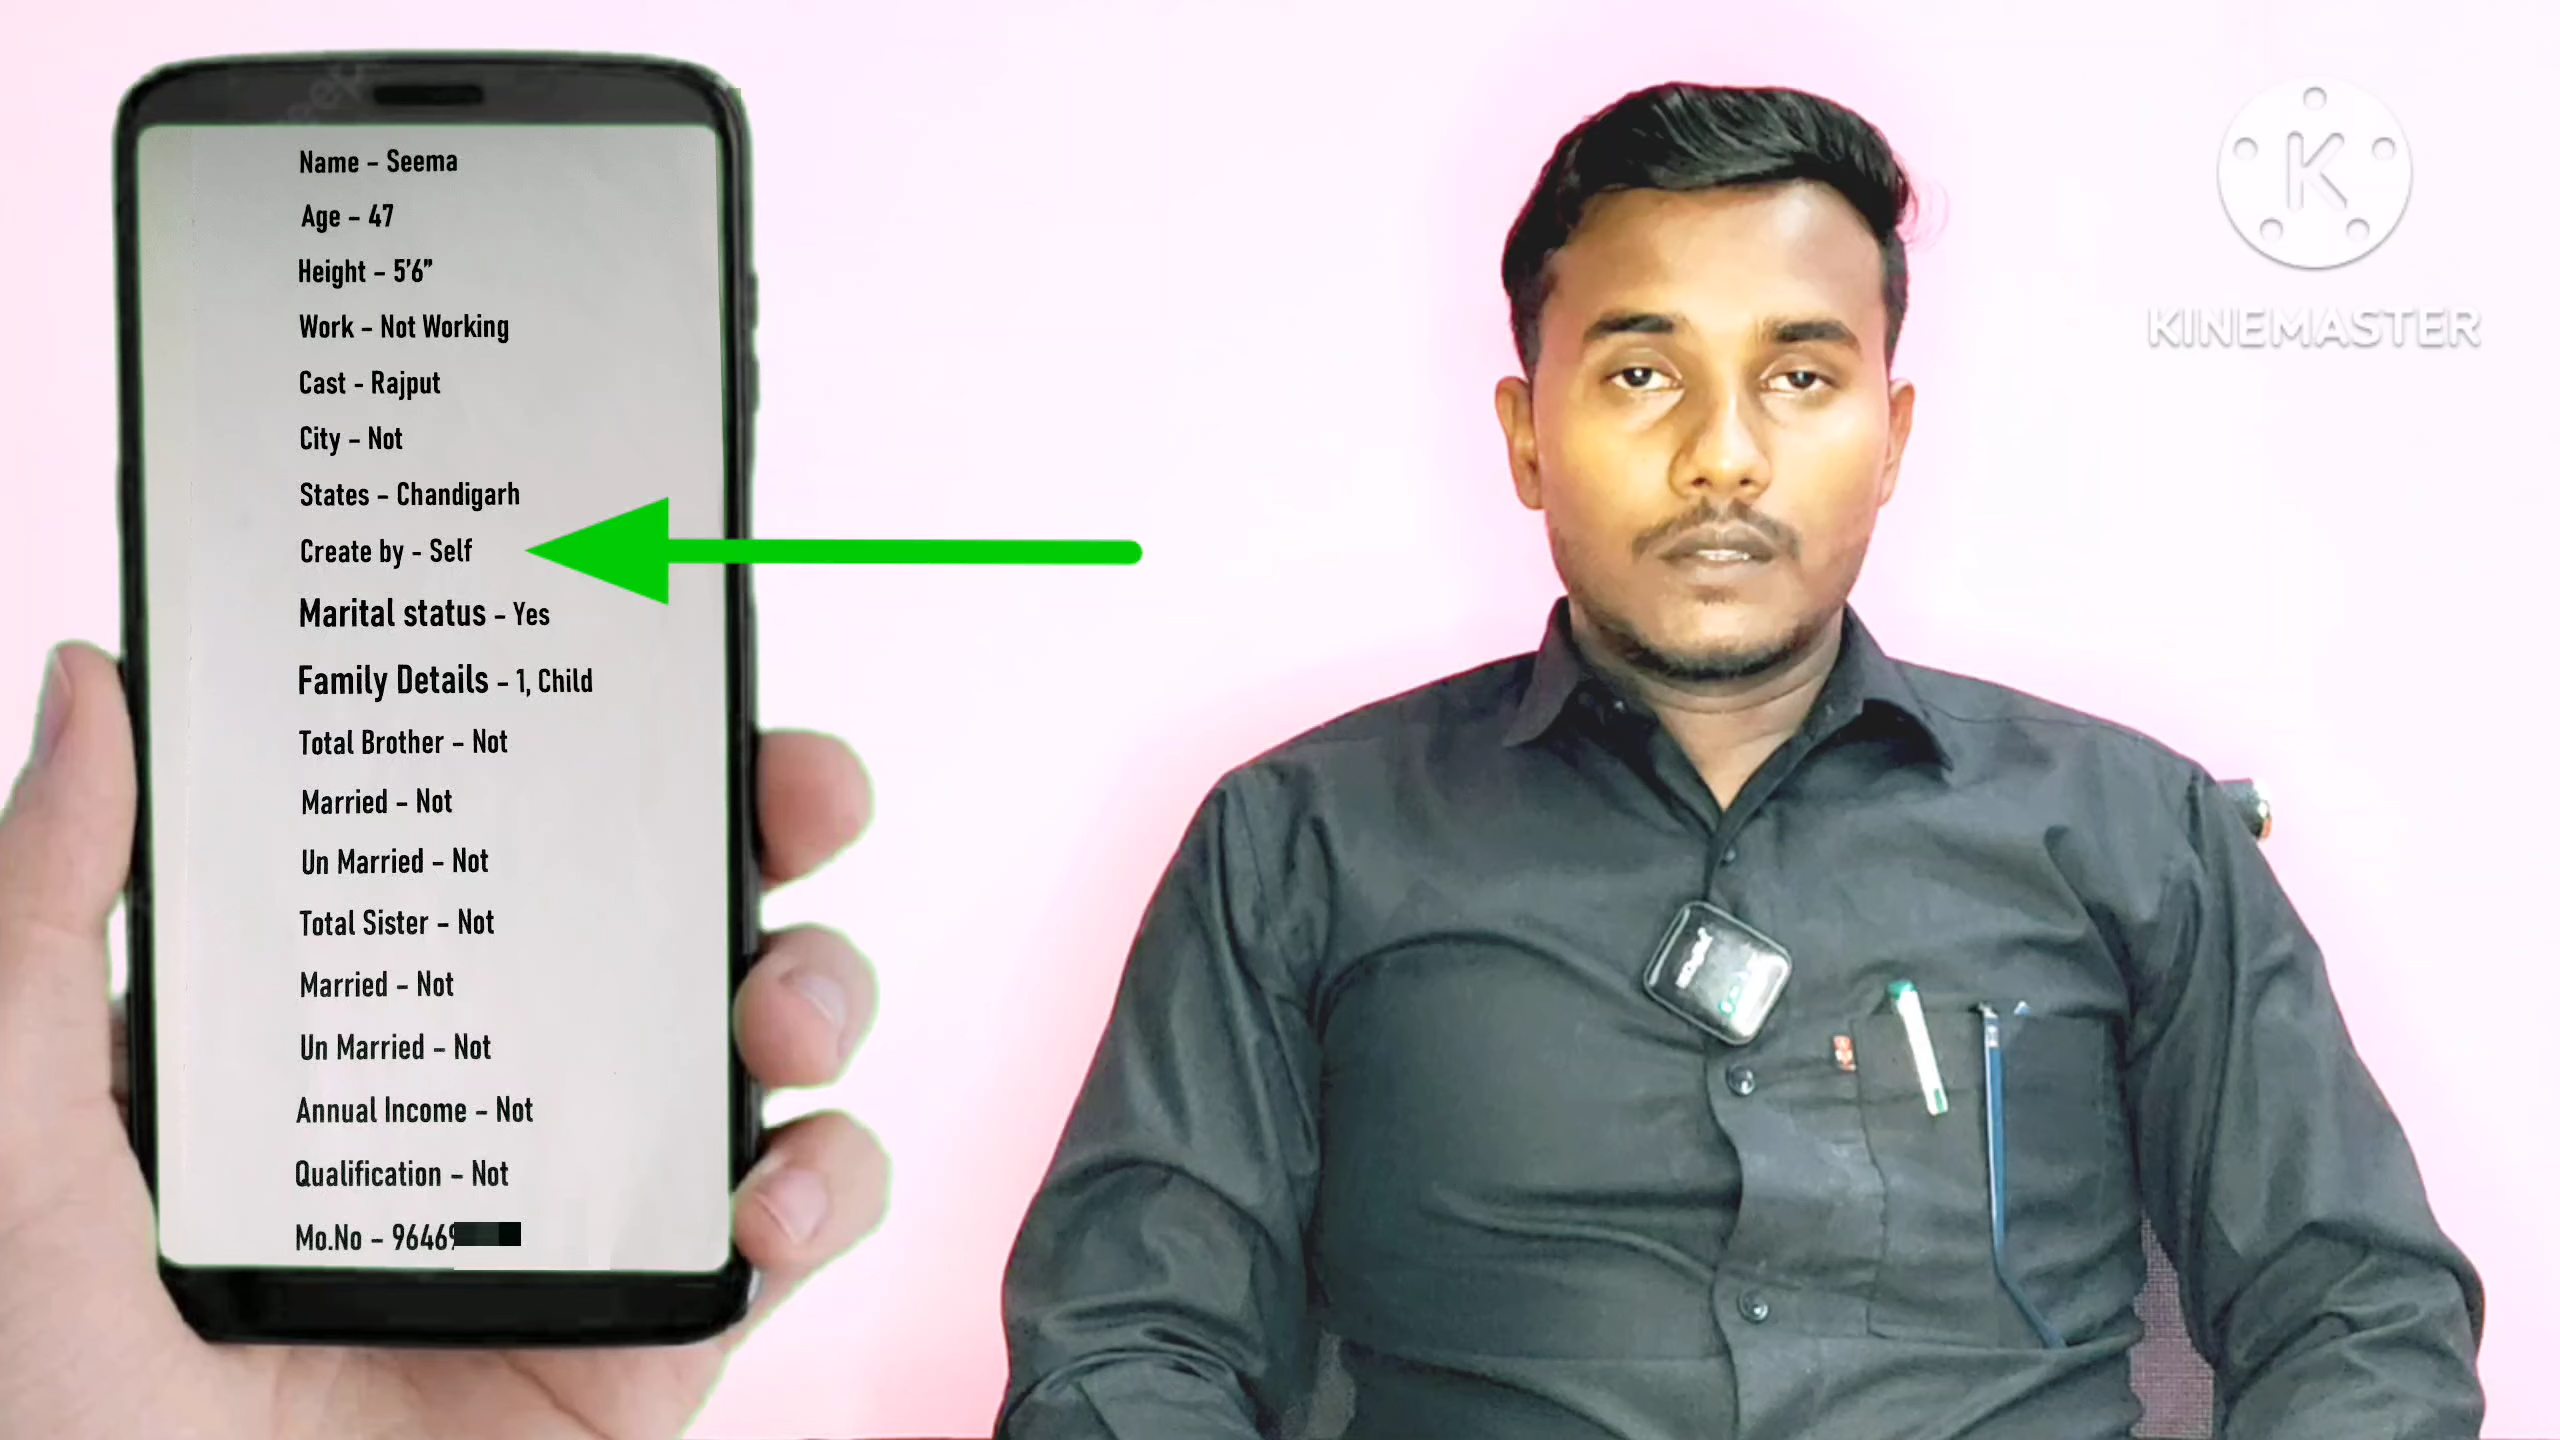 Name - Seema
Age - 47
Height - 5'6"
Work - Not Working
Cast - Rajput
City - Not
States - Chandigarh
Create by - Self
Marital status - Yes
Family Details - 1, Child
Total Brother - Not
Married - Not
Un Married - Not
Total Sister - Not
Married - Not
Un Married - Not
Annual Income - Not
Qualification - Not
Mo.No - 96469
K
KINEMASTER